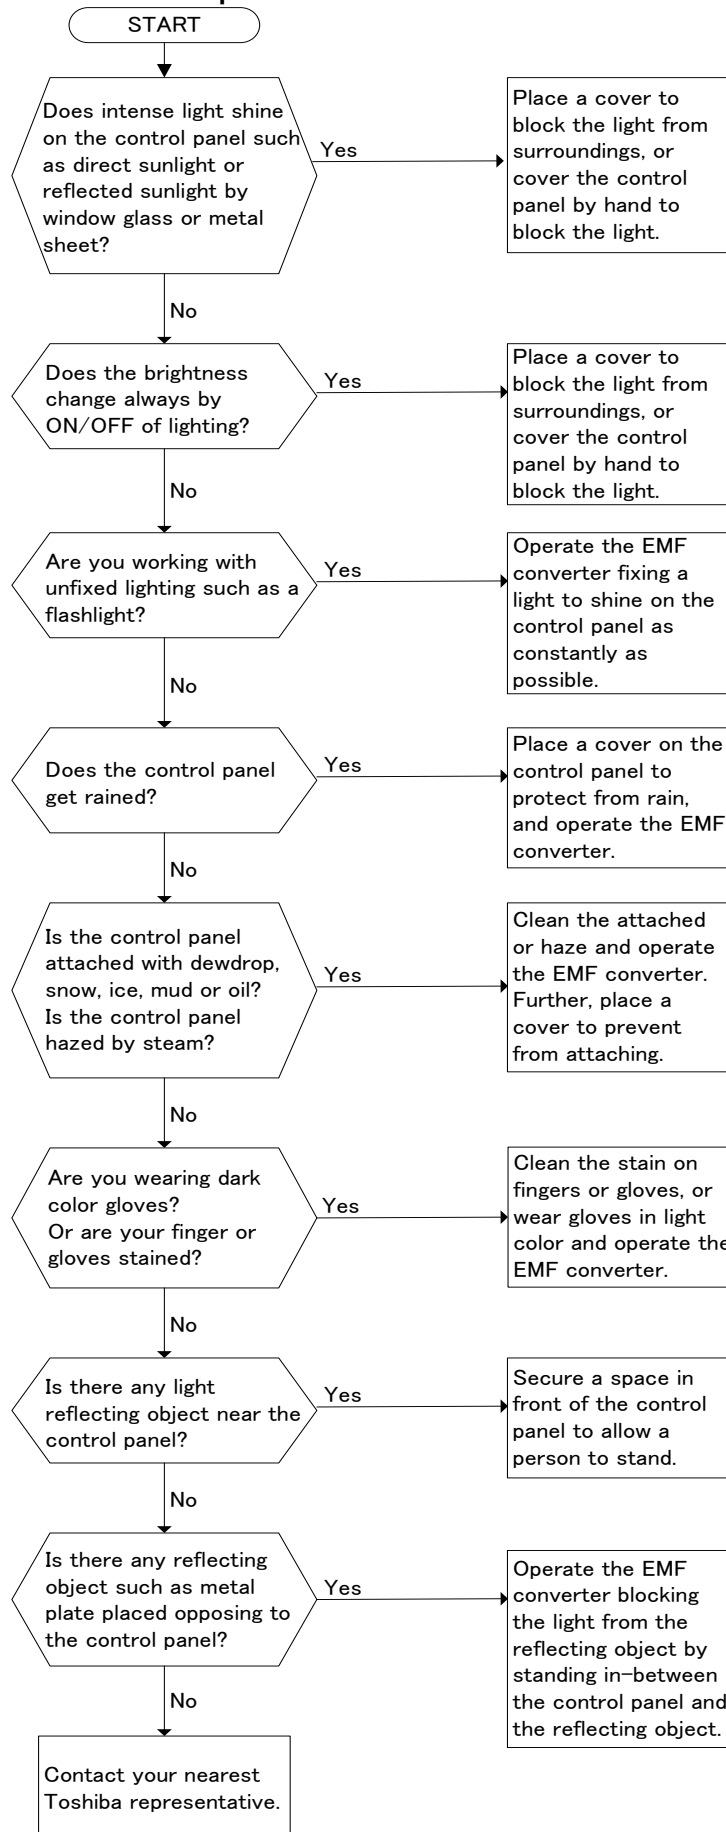 START
Does intense light shine
on the control panel such
as direct sunlight or
reflected sunlight by
window glass or metal
sheet?
Yes
Place a cover to
block the light from
surroundings, or
cover the control
panel by hand to
block the light.
No
Does the brightness
change always by
ON/OFF of lighting?
Yes
Place a cover to
block the light from
surroundings, or
cover the control
panel by hand to
block the light.
No
Are you working with
unfixed lighting such as a
flashlight?
Yes
Operate the EMF
converter fixing a
light to shine on the
control panel as
constantly as
possible.
No
Does the control panel
get rained?
Yes
Place a cover on the
control panel to
protect from rain,
and operate the EMF
converter.
No
Is the control panel
attached with dewdrop,
snow, ice, mud or oil?
Is the control panel
hazed by steam?
Yes
Clean the attached
or haze and operate
the EMF converter.
Further, place a
cover to prevent
from attaching.
No
Are you wearing dark
color gloves?
Or are your finger or
gloves stained?
Yes
Clean the stain on
fingers or gloves, or
wear gloves in light
color and operate the
EMF converter.
No
Is there any light
reflecting object near the
control panel?
Yes
Secure a space in
front of the control
panel to allow a
person to stand.
No
Is there any reflecting
object such as metal
plate placed opposing to
the control panel?
Yes
Operate the EMF
converter blocking
the light from the
reflecting object by
standing in-between
the control panel and
the reflecting object.
No
Contact your nearest
Toshiba representative.